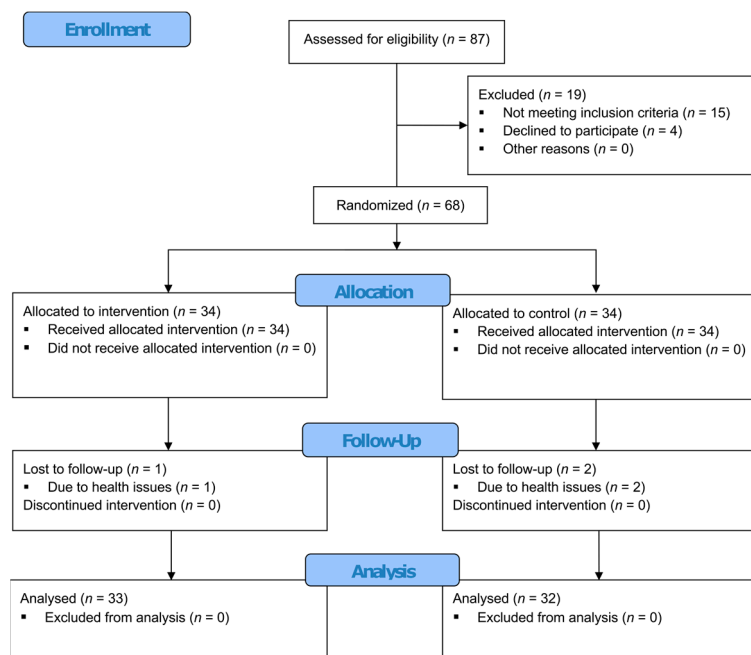 Enrollment
Assessed for eligibility (n = 87)
Excluded (n = 19)
▪ Not meeting inclusion criteria (n = 15)
▪ Declined to participate (n = 4)
▪ Other reasons (n = 0)
Randomized (n = 68)
Allocation
Allocated to intervention (n = 34)
▪ Received allocated intervention (n = 34)
▪ Did not receive allocated intervention (n = 0)
Allocated to control (n = 34)
▪ Received allocated intervention (n = 34)
▪ Did not receive allocated intervention (n = 0)
Follow-Up
Lost to follow-up (n = 1)
▪ Due to health issues (n = 1)
Discontinued intervention (n = 0)
Lost to follow-up (n = 2)
▪ Due to health issues (n = 2)
Discontinued intervention (n = 0)
Analysis
Analysed (n = 33)
▪ Excluded from analysis (n = 0)
Analysed (n = 32)
▪ Excluded from analysis (n = 0)